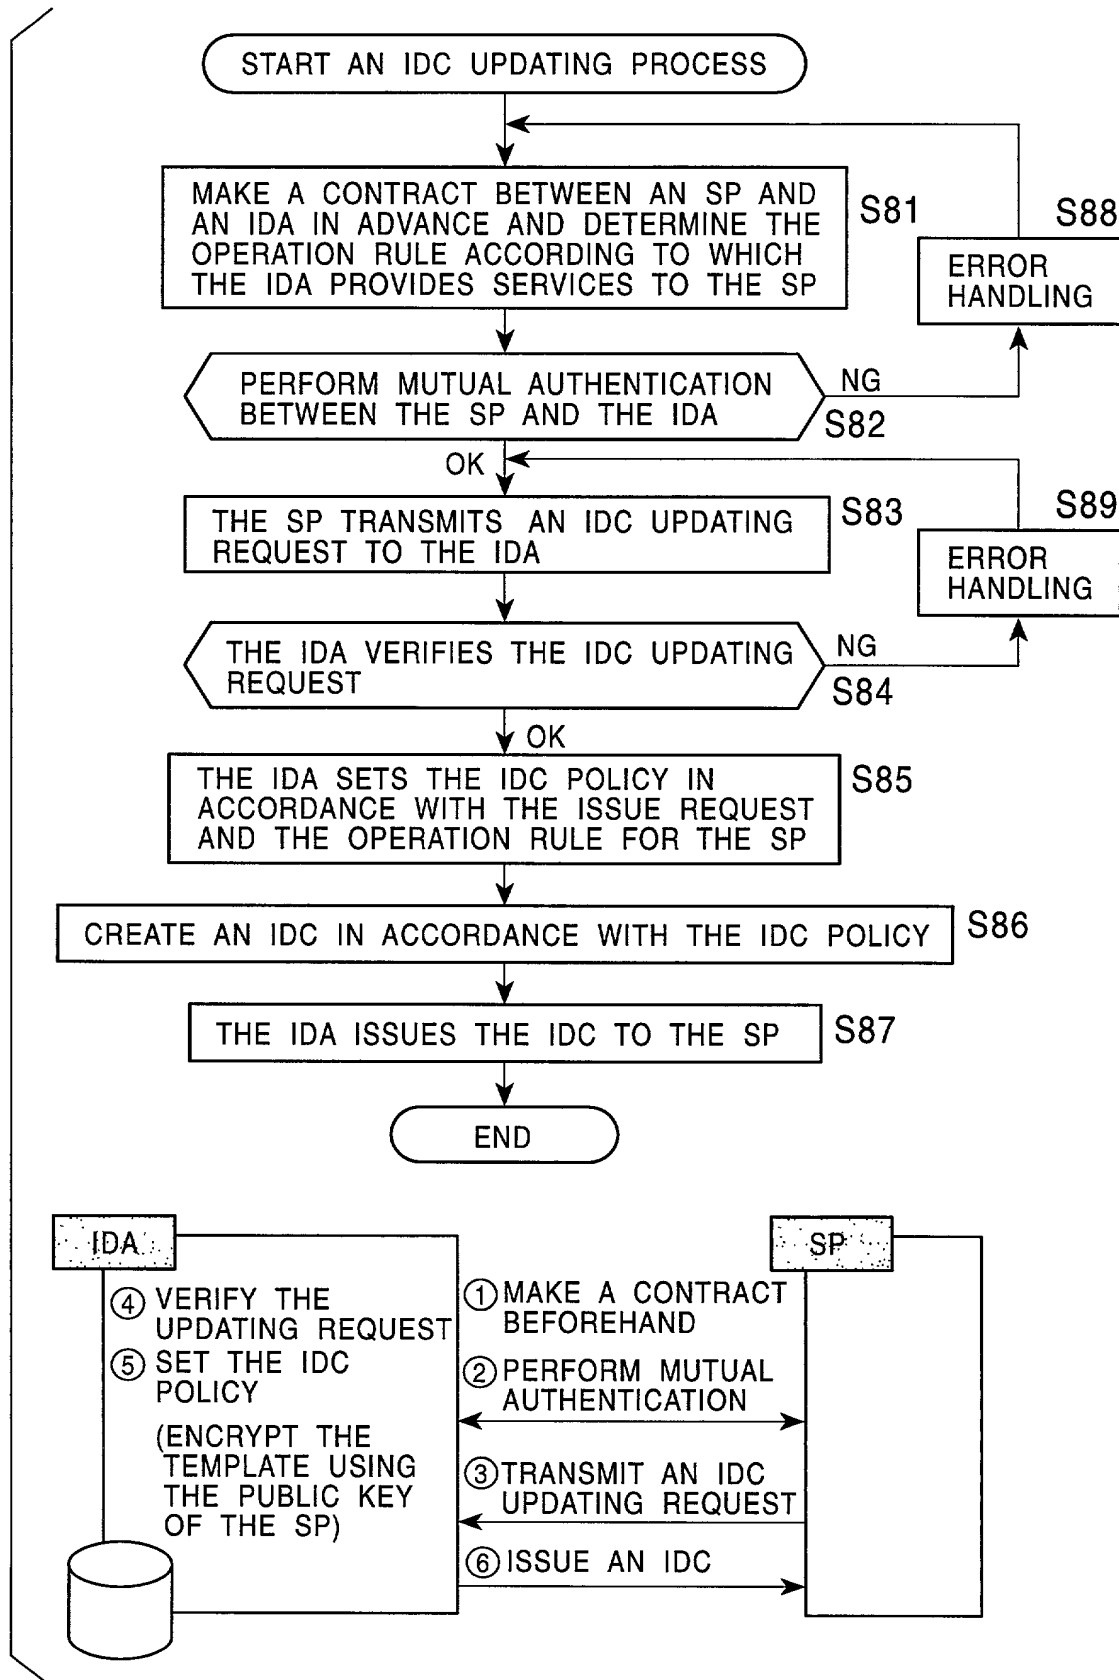 START AN IDC UPDATING PROCESS
MAKE A CONTRACT BETWEEN AN SP AND
AN IDA IN ADVANCE AND DETERMINE THE
OPERATION RULE ACCORDING TO WHICH
THE IDA PROVIDES SERVICES TO THE SP
S81
S88
ERROR
HANDLING
PERFORM MUTUAL AUTHENTICATION
BETWEEN THE SP AND THE IDA
NG
S82
OK
THE SP TRANSMITS AN IDC UPDATING
REQUEST TO THE IDA
S83
S89
ERROR
HANDLING
THE IDA VERIFIES THE IDC UPDATING
REQUEST
NG
S84
OK
THE IDA SETS THE IDC POLICY IN
ACCORDANCE WITH THE ISSUE REQUEST
AND THE OPERATION RULE FOR THE SP
S85
CREATE AN IDC IN ACCORDANCE WITH THE IDC POLICY
S86
THE IDA ISSUES THE IDC TO THE SP
S87
END
IDA
④ VERIFY THE
UPDATING REQUEST
⑤ SET THE IDC
POLICY
(ENCRYPT THE
TEMPLATE USING
THE PUBLIC KEY
OF THE SP)
① MAKE A CONTRACT
BEFOREHAND
② PERFORM MUTUAL
AUTHENTICATION
③ TRANSMIT AN IDC
UPDATING REQUEST
⑥ ISSUE AN IDC
SP